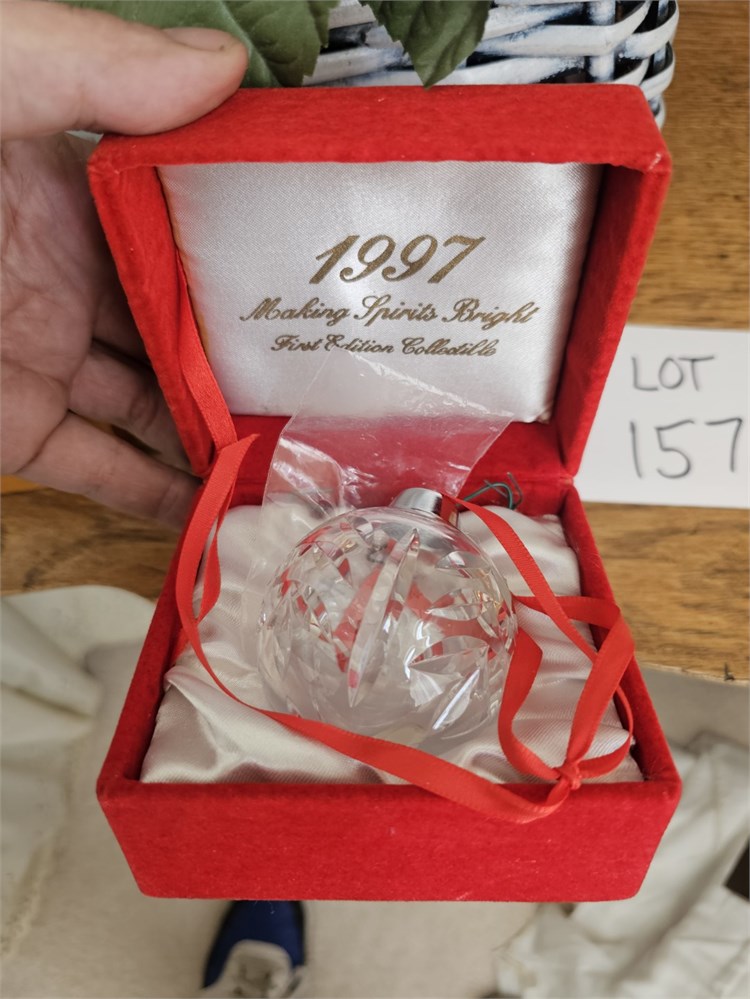 1997
Making Spirits Bright
First Edition Collectible
LOT
157